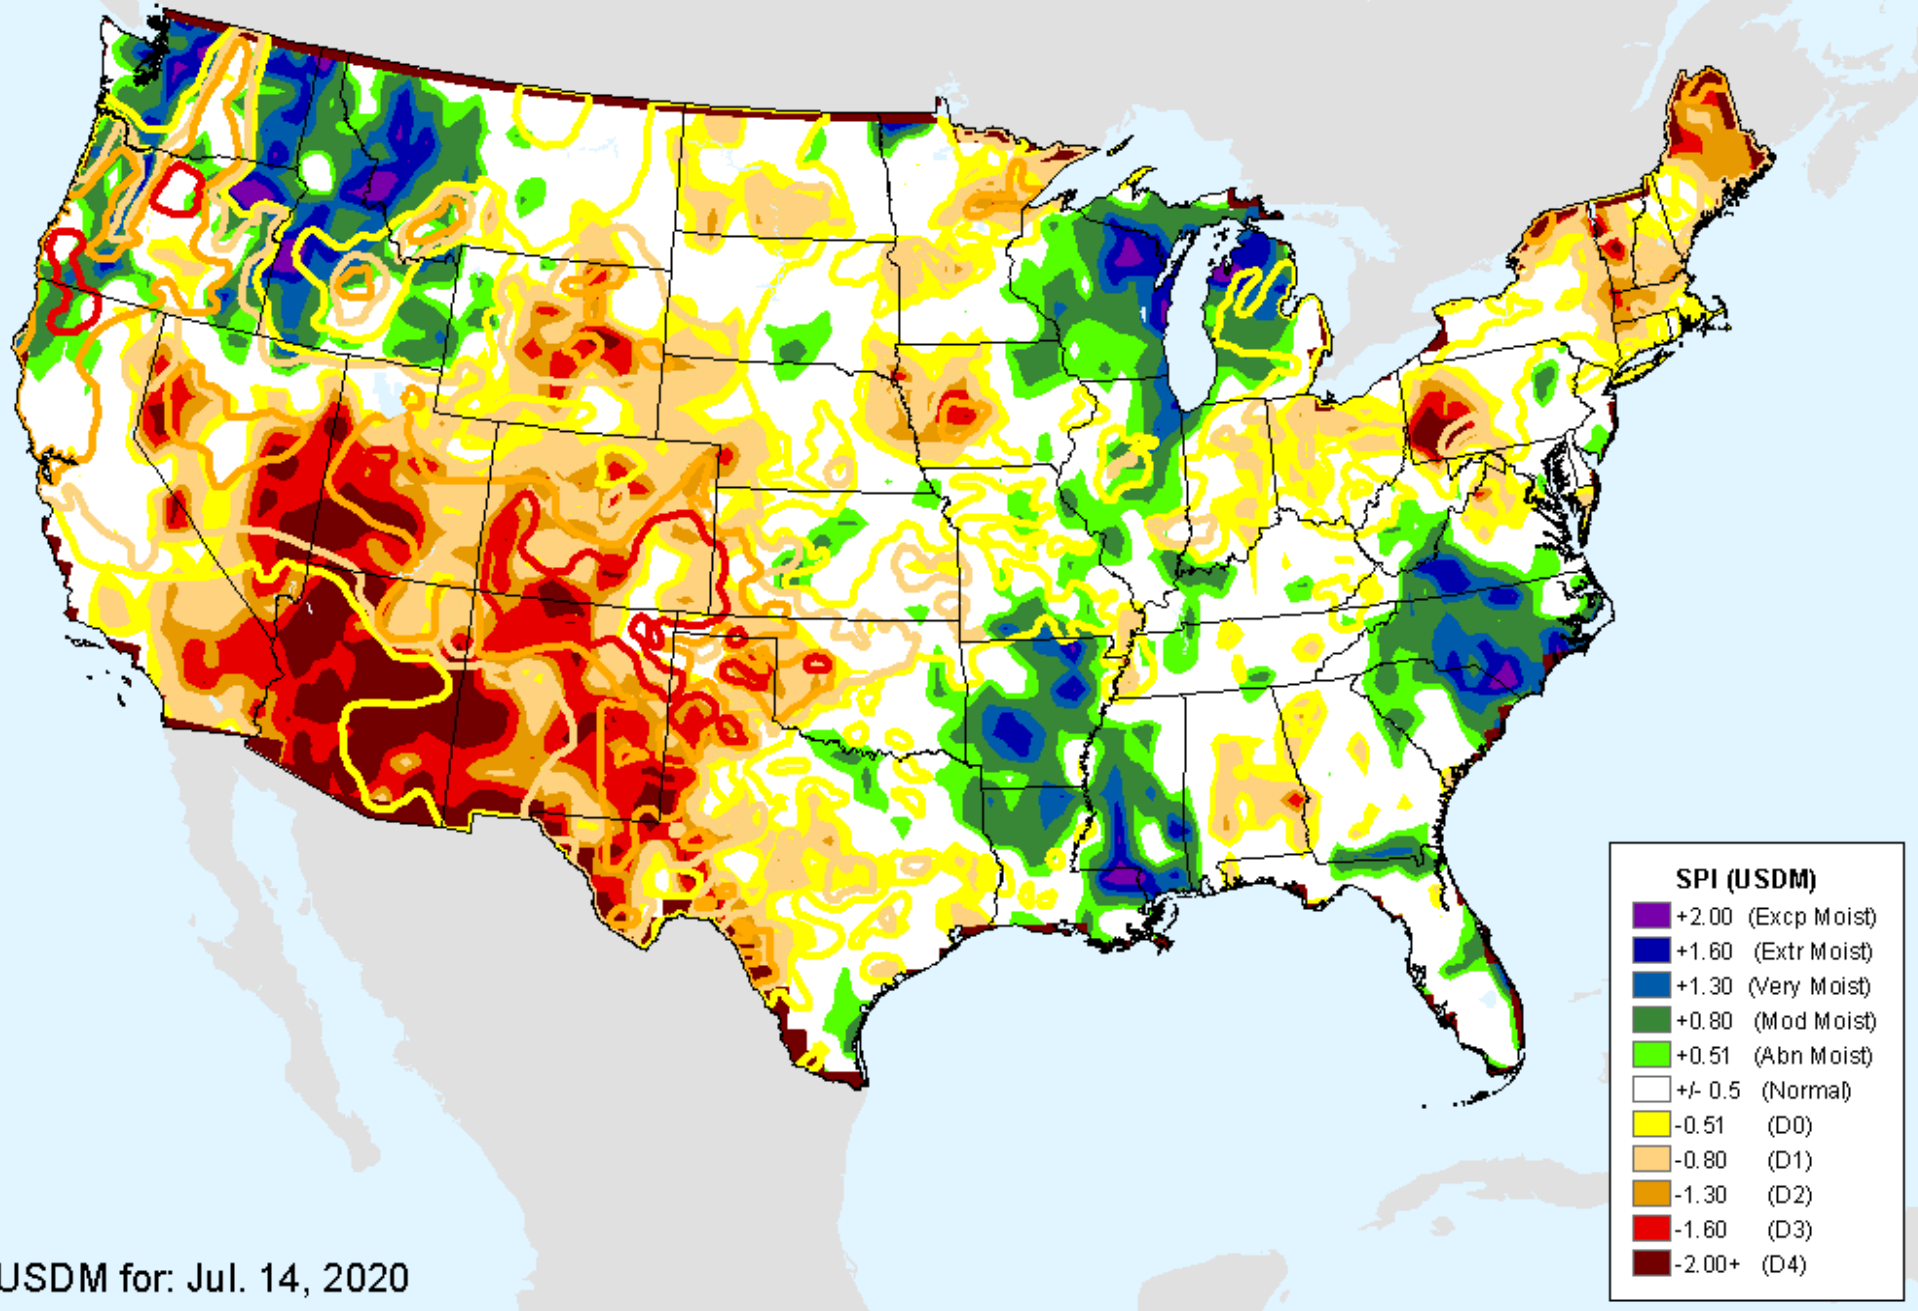 SPI (USDM)
+2.00 (Excp Moist)
+1.60 (Extr Moist)
+1.30 (Very Moist)
+0.80 (Mod Moist)
+0.51 (Abn Moist)
+/- 0.5 (Normal)
-0.51 (D0)
-0.80 (D1)
-1.30 (D2)
-1.60 (D3)
-2.00+ (D4)
USDM for: Jul. 14, 2020